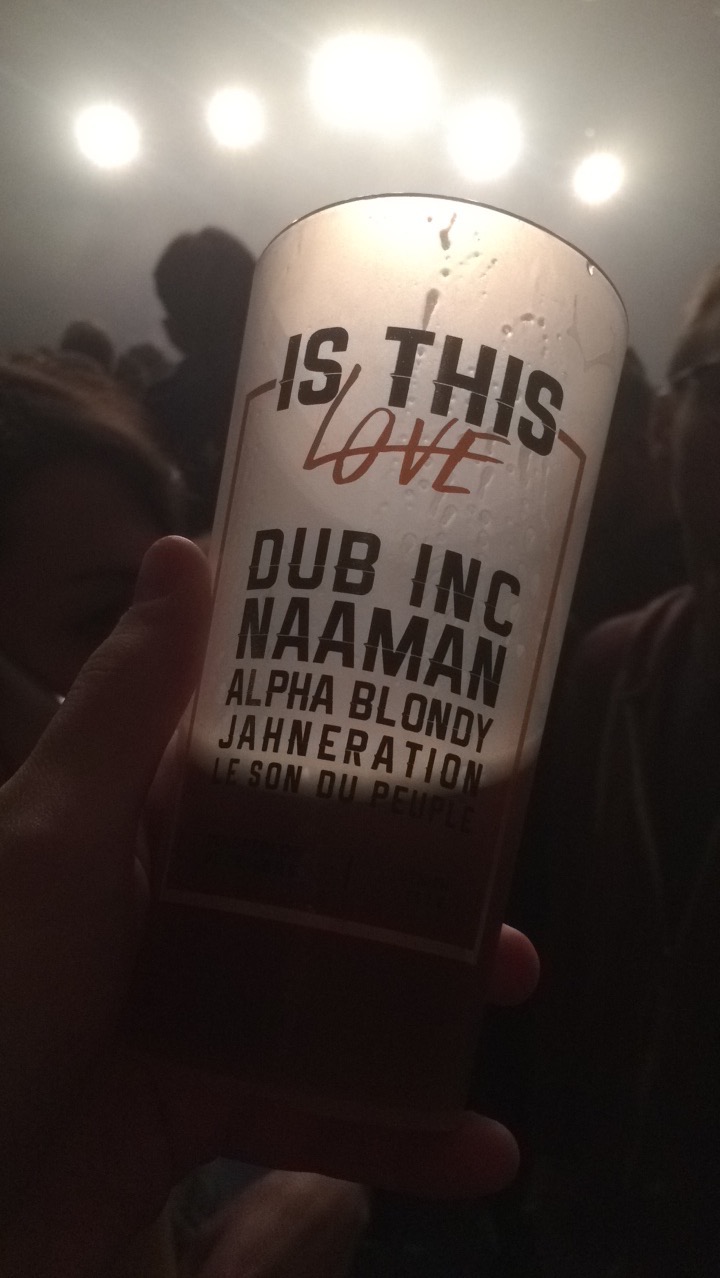 IS THIS
LOVE
DUB INC
NAAMAN
ALPHA BLONDY
JAHNERATION
LE SON DU PEUPLE